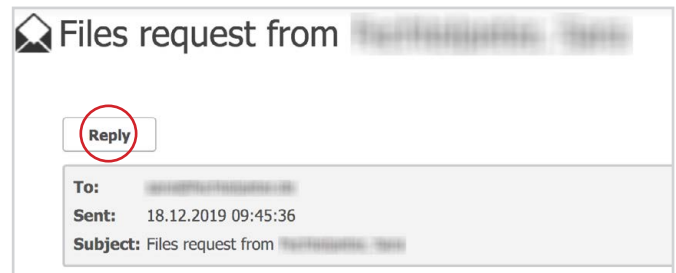 Files request from
Reply
To:
Sent: 18.12.2019 09:45:36
Subject: Files request from